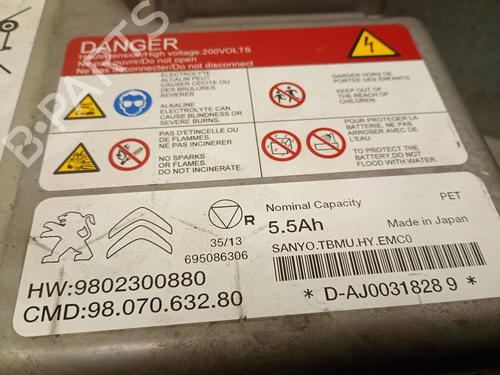 DANGER
Haute tension/High voltage 200VOLTS
Ne pas ouvrir/Do not open
Ne pas deconnecter/Do not disconnect
ELECTROLYTE
ALCALIN PEUT
CAUSER CECITE OU
DES BRULURES
SEVERES
ALKALINE
ELECTROLYTE CAN
CAUSE BLINDNESS OR
SEVERE BURNS.
GARDER HORS DE
PORTEE DES ENFANTS.
KEEP OUT OF THE
REACH OF
CHILDREN.
PAS D'ETINCELLE OU
DE FLAMMES
NE PAS INCINERER
NO SPARKS
OR FLAMES
DO NOT INCINERATE.
POUR PROTEGER LA
BATTERIE, NE PAS
ARROSER AVEC DE
L'EAU.
TO PROTECT THE
BATTERY, DO NOT
FLOOD WITH WATER.
B-PARTS
R
35/13
695086306
Nominal Capacity
PET
5.5Ah
Made in Japan
SANYO.TBMU.HY.EMC0
HW:9802300880
CMD:98.070.632.80
* D-AJ0031828 9 *